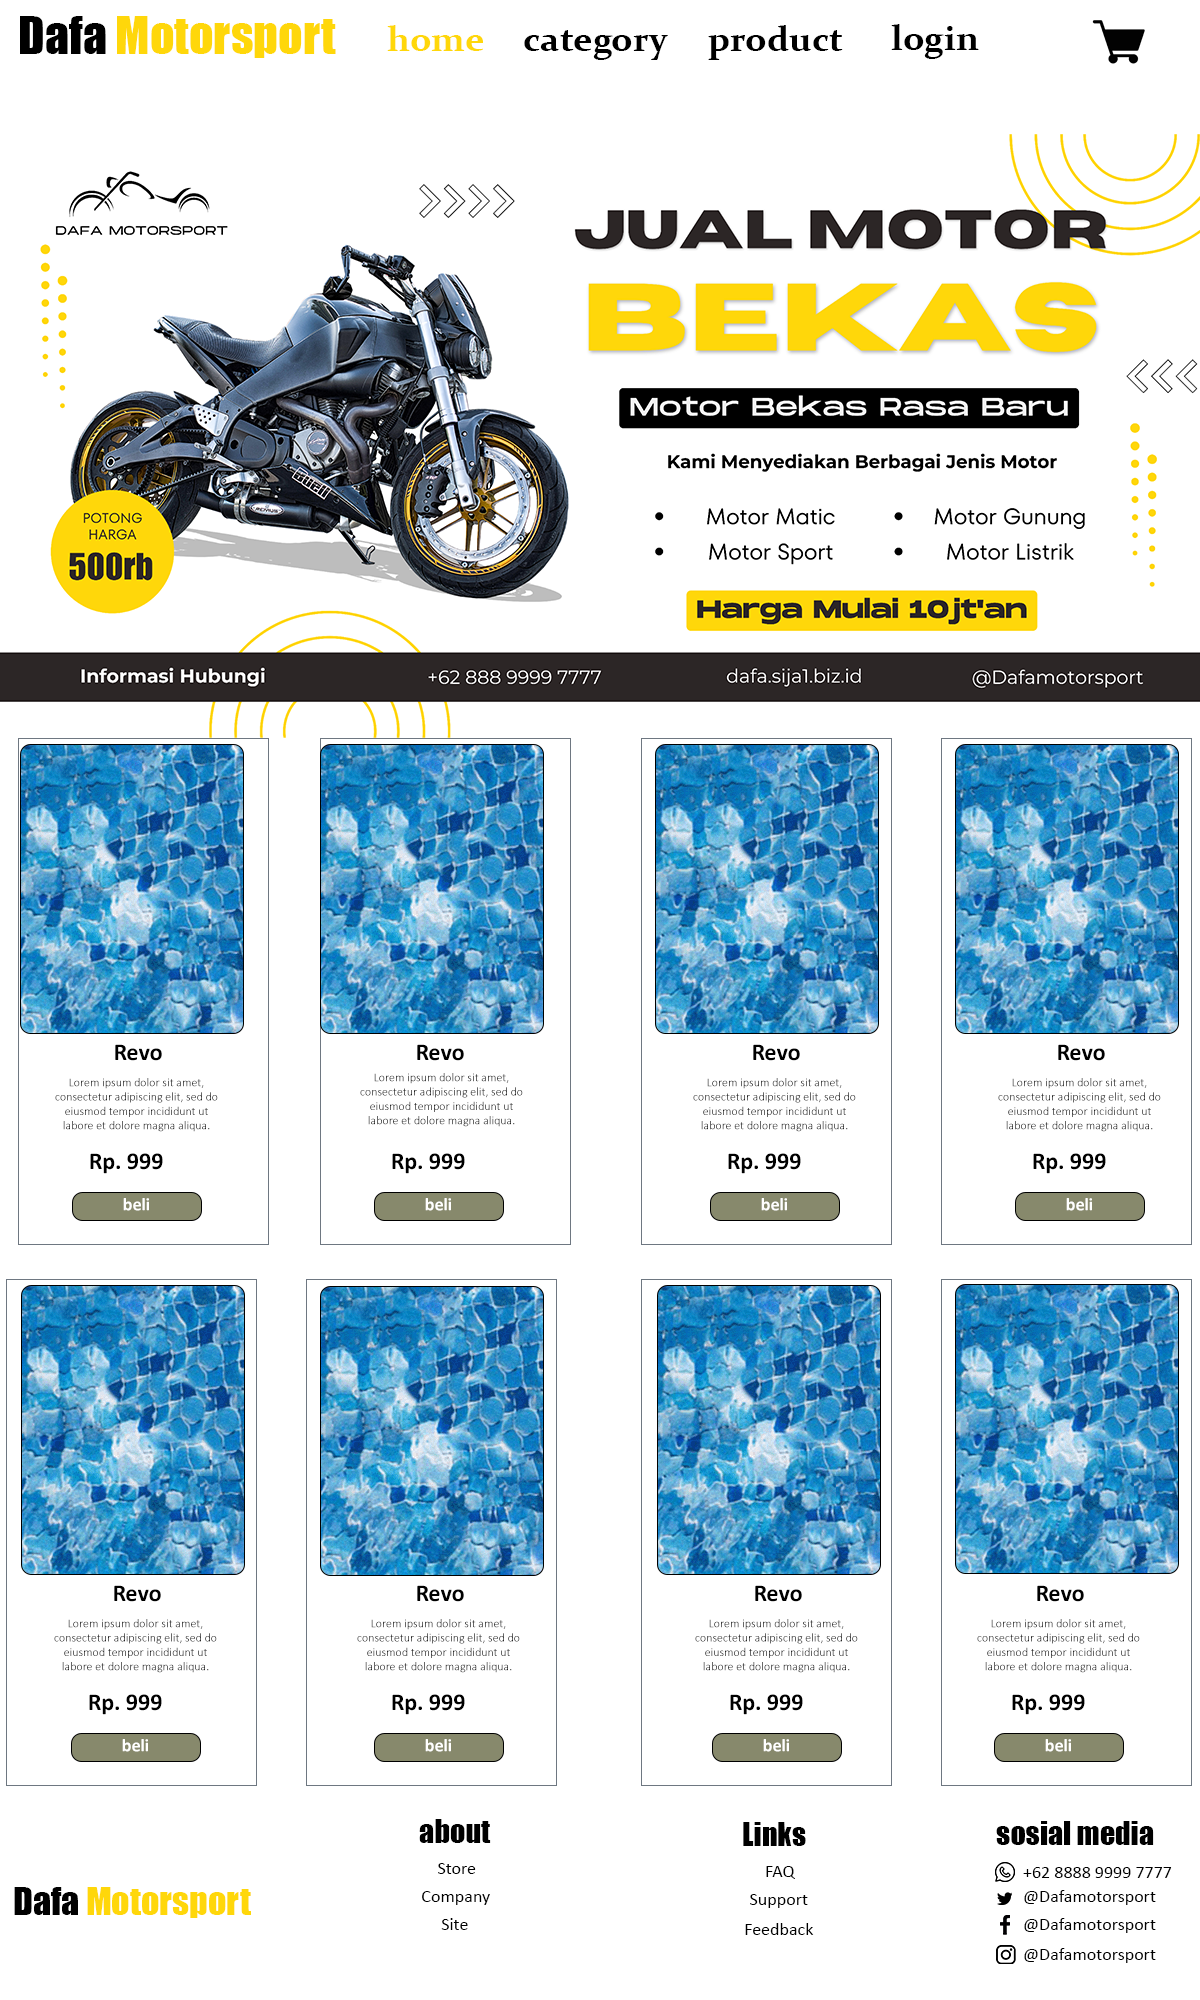 Dafa Motorsport
home category product login
DAFA MOTORSPORT
JUAL MOTOR
BEKAS
Motor Bekas Rasa Baru
Kami Menyediakan Berbagai Jenis Motor
Motor Matic
Motor Gunung
Motor Sport
Motor Listrik
Harga Mulai 10jt'an
Buell
REMUS
POTONG
HARGA
500rb
Informasi Hubungi
+62 888 9999 7777
dafa.sija1.biz.id
@Dafamotorsport
Revo
Lorem ipsum dolor sit amet,
consectetur adipiscing elit, sed do
eiusmod tempor incididunt ut
labore et dolore magna aliqua.
Rp. 999
beli
Revo
Lorem ipsum dolor sit amet,
consectetur adipiscing elit, sed do
eiusmod tempor incididunt ut
labore et dolore magna aliqua.
Rp. 999
beli
Revo
Lorem ipsum dolor sit amet,
consectetur adipiscing elit, sed do
eiusmod tempor incididunt ut
labore et dolore magna aliqua.
Rp. 999
beli
Revo
Lorem ipsum dolor sit amet,
consectetur adipiscing elit, sed do
eiusmod tempor incididunt ut
labore et dolore magna aliqua.
Rp. 999
beli
Revo
Lorem ipsum dolor sit amet,
consectetur adipiscing elit, sed do
eiusmod tempor incididunt ut
labore et dolore magna aliqua.
Rp. 999
beli
Revo
Lorem ipsum dolor sit amet,
consectetur adipiscing elit, sed do
eiusmod tempor incididunt ut
labore et dolore magna aliqua.
Rp. 999
beli
Revo
Lorem ipsum dolor sit amet,
consectetur adipiscing elit, sed do
eiusmod tempor incididunt ut
labore et dolore magna aliqua.
Rp. 999
beli
Revo
Lorem ipsum dolor sit amet,
consectetur adipiscing elit, sed do
eiusmod tempor incididunt ut
labore et dolore magna aliqua.
Rp. 999
beli
Dafa Motorsport
about
Store
Company
Site
Links
FAQ
Support
Feedback
sosial media
+62 8888 9999 7777
@Dafamotorsport
@Dafamotorsport
@Dafamotorsport